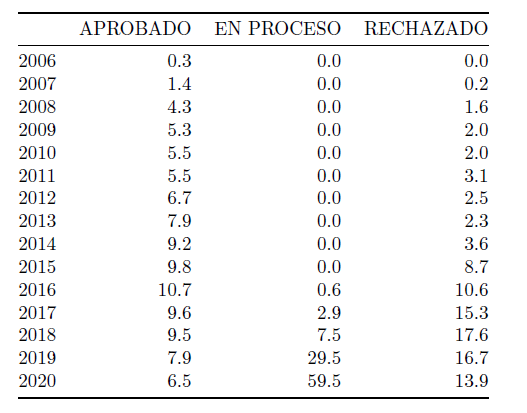 APROBADO EN PROCESO RECHAZADO
2006 0.3 0.0 0.0
2007 1.4 0.0 0.2
2008 4.3 0.0 1.6
2009 5.3 0.0 2.0
2010 5.5 0.0 2.0
2011 5.5 0.0 3.1
2012 6.7 0.0 2.5
2013 7.9 0.0 2.3
2014 9.2 0.0 3.6
2015 9.8 0.0 8.7
2016 10.7 0.6 10.6
2017 9.6 2.9 15.3
2018 9.5 7.5 17.6
2019 7.9 29.5 16.7
2020 6.5 59.5 13.9